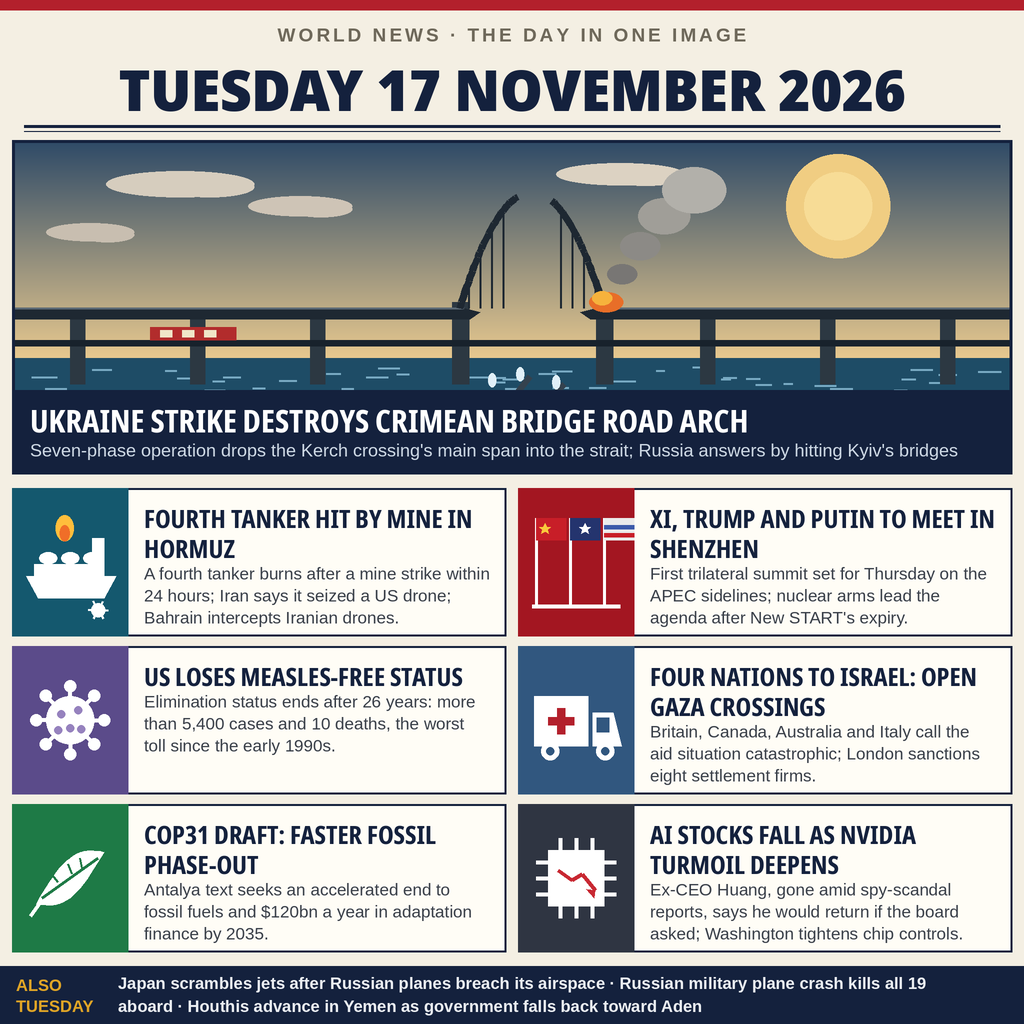 WORLD NEWS · THE DAY IN ONE IMAGE
TUESDAY 17 NOVEMBER 2026
UKRAINE STRIKE DESTROYS CRIMEAN BRIDGE ROAD ARCH
Seven-phase operation drops the Kerch crossing's main span into the strait; Russia answers by hitting Kyiv's bridges
FOURTH TANKER HIT BY MINE IN
HORMUZ
A fourth tanker burns after a mine strike within
24 hours; Iran says it seized a US drone;
Bahrain intercepts Iranian drones.
XI, TRUMP AND PUTIN TO MEET IN
SHENZHEN
First trilateral summit set for Thursday on the
APEC sidelines; nuclear arms lead the
agenda after New START's expiry.
US LOSES MEASLES-FREE STATUS
Elimination status ends after 26 years: more
than 5,400 cases and 10 deaths, the worst
toll since the early 1990s.
FOUR NATIONS TO ISRAEL: OPEN
GAZA CROSSINGS
Britain, Canada, Australia and Italy call the
aid situation catastrophic; London sanctions
eight settlement firms.
COP31 DRAFT: FASTER FOSSIL
PHASE-OUT
Antalya text seeks an accelerated end to
fossil fuels and $120bn a year in adaptation
finance by 2035.
AI STOCKS FALL AS NVIDIA
TURMOIL DEEPENS
Ex-CEO Huang, gone amid spy-scandal
reports, says he would return if the board
asked; Washington tightens chip controls.
ALSO
TUESDAY
Japan scrambles jets after Russian planes breach its airspace · Russian military plane crash kills all 19
aboard · Houthis advance in Yemen as government falls back toward Aden